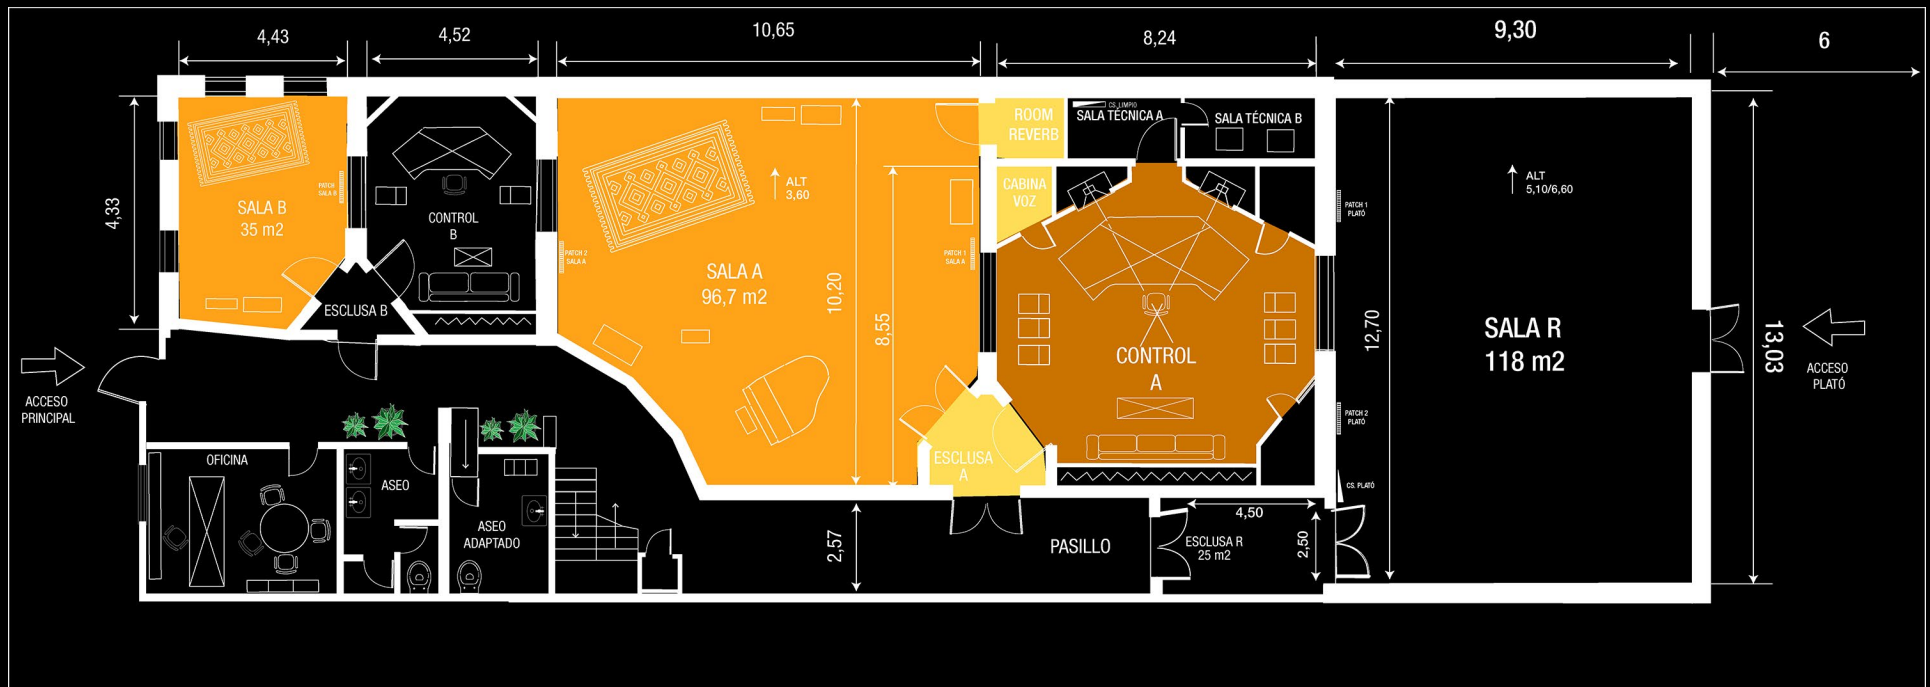 4,43
4,52
10,65
8,24
9,30
6
4,33
SALA B
35 m2
PATCH
SALA B
CONTROL
B
ESCLUSA B
ALT
3,60
PATCH 2
SALA A
PATCH 1
SALA A
SALA A
96,7 m2
10,20
8,55
ROOM
REVERB
CABINA
VOZ
CS. LIMPIO
SALA TÉCNICA A
SALA TÉCNICA B
CONTROL
A
ESCLUSA
A
PATCH 1
PLATÓ
ALT
5,10/6,60
12,70
SALA R
118 m2
13,03
ACCESO
PLATÓ
PATCH 2
PLATÓ
CS. PLATÓ
ACCESO
PRINCIPAL
OFICINA
ASEO
ASEO
ADAPTADO
2,57
PASILLO
4,50
ESCLUSA R
25 m2
2,50